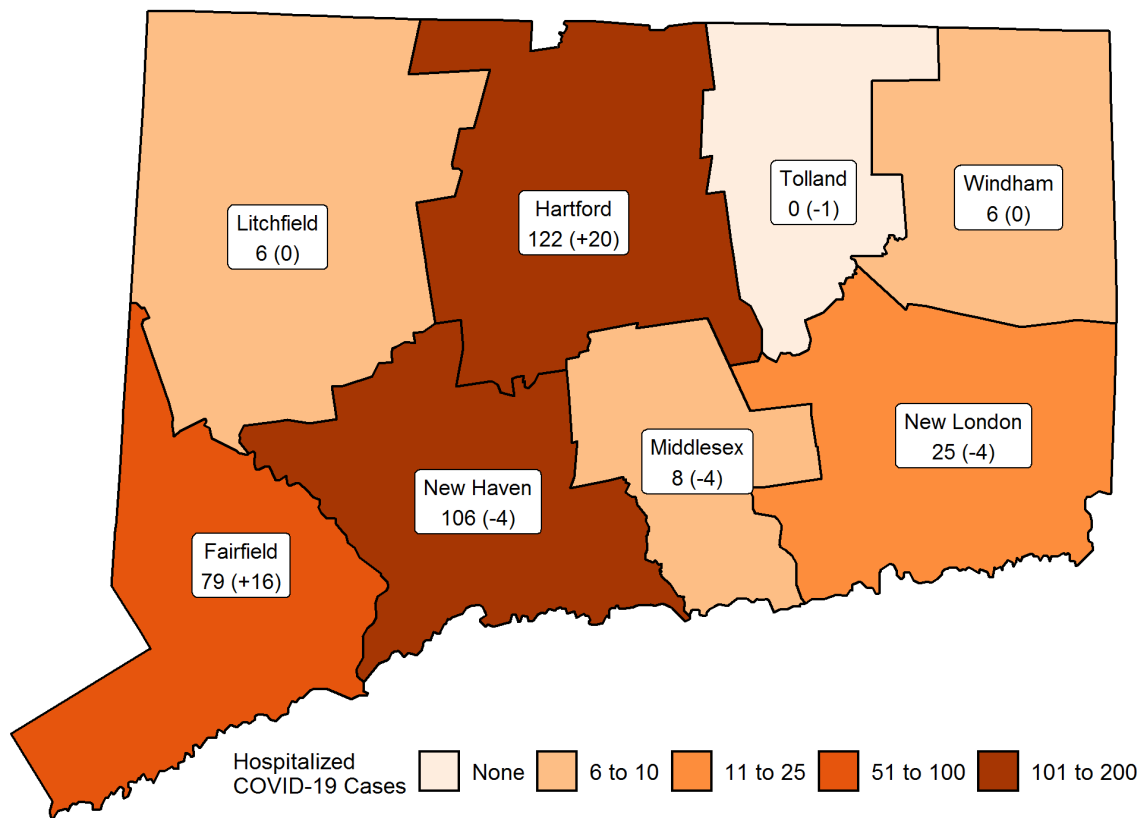 Tolland
0 (-1)
Windham
6 (0)
Hartford
122 (+20)
Litchfield
6 (0)
New London
25 (-4)
Middlesex
8 (-4)
New Haven
106 (-4)
Fairfield
79 (+16)
Hospitalized
COVID-19 Cases
None
6 to 10
11 to 25
51 to 100
101 to 200